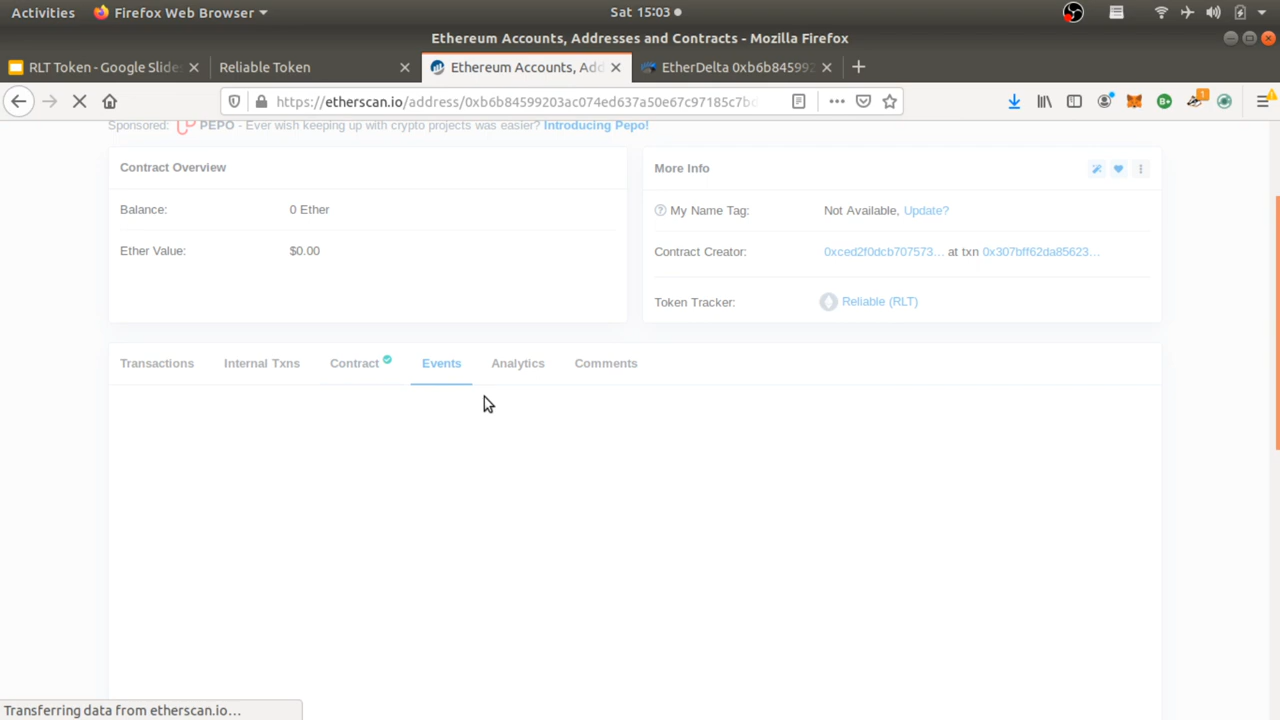 Activities
Firefox Web Browser
Sat 15:03
Ethereum Accounts, Addresses and Contracts - Mozilla Firefox
RLT Token - Google Slides
Reliable Token
Ethereum Accounts, Add
EtherDelta 0xb6b84599
https://etherscan.io/address/0xb6b84599203c074ed637a50e67c97185c7bc
1
Sponsored: PEPO - Ever wish keeping up with crypto projects was easier? Introducing Pepo!
Contract Overview
Balance: 0 Ether
Ether Value: $0.00
More Info
My Name Tag: Not Available, Update?
Contract Creator: 0xced2f0dcb707573... at txn 0x307bff62da85623...
Token Tracker: Reliable (RLT)
Transactions Internal Txns Contract Events Analytics Comments
Transferring data from etherscan.io…